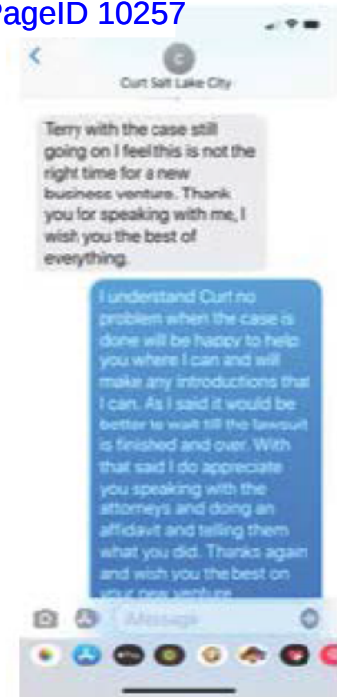 PageID 10257
C
Curt Salt Lake City
Terry with the case still
going on I feel this is not the
right time for a new
business venture. Thank
you for speaking with me, I
wish you the best of
everything.
I understand Curt no
problem when the case is
done will be happy to help
you where I can and will
make any introductions that
I can. As I said it would be
better to wait till the lawsuit
is finished and over. With
that said I do appreciate
you speaking with the
attorneys and doing an
affidavit and telling them
what you did. Thanks again
and wish you the best on
your new venture
iMessage